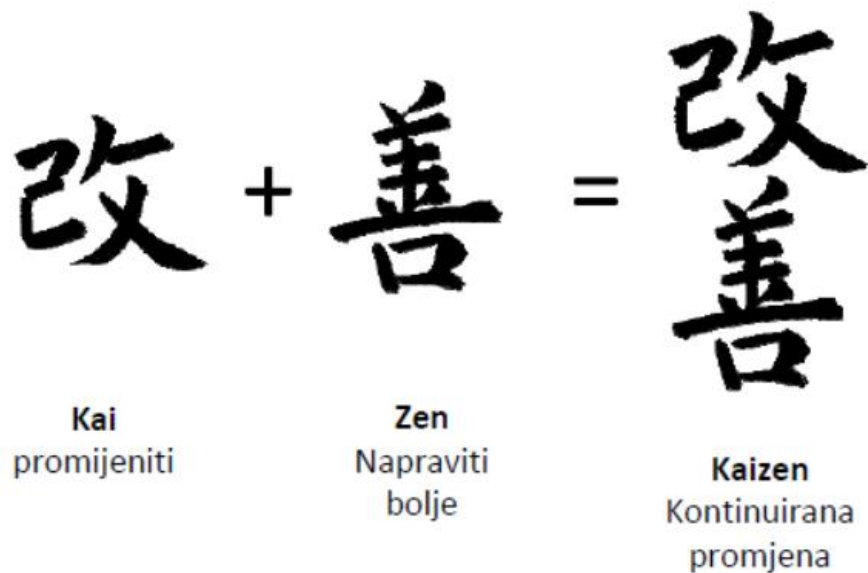 改 + 善 = 改善
Kai
promijeniti
Zen
Napraviti
bolje
Kaizen
Kontinuirana
promjena